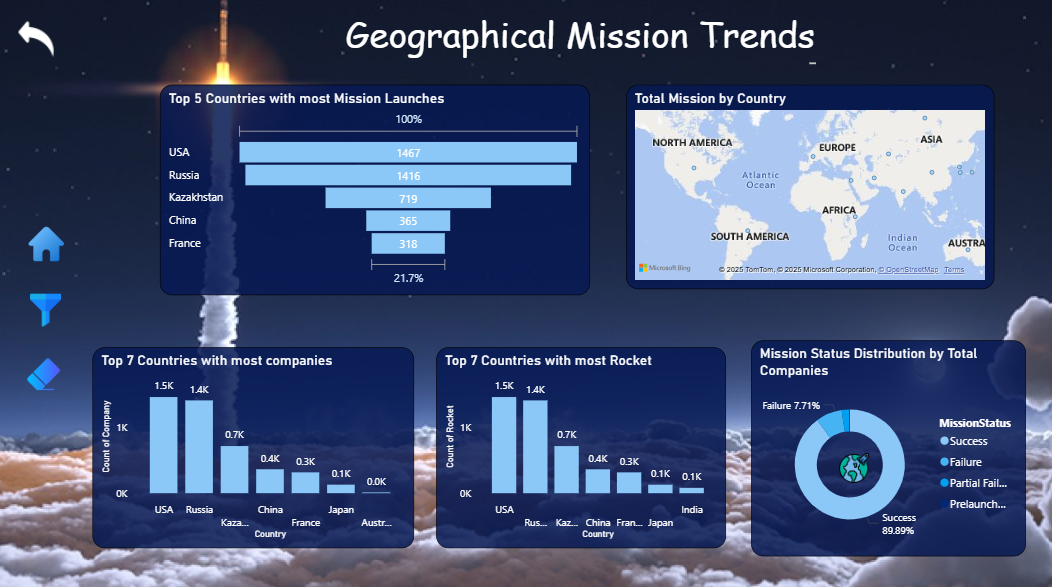 Geographical Mission Trends
Top 5 Countries with most Mission Launches
100%
USA 1467
Russia 1416
Kazakhstan 719
China 365
France 318
21.7%
Total Mission by Country
NORTH AMERICA
EUROPE
ASIA
Atlantic
Ocean
AFRICA
SOUTH AMERICA
Indian
Ocean
AUSTRA
Microsoft Bing
© 2025 TomTom, © 2025 Microsoft Corporation, © OpenStreetMap Terms
Top 7 Countries with most companies
Count of Company
1K
0K
1.5K
1.4K
0.7K
0.4K
0.3K
0.1K
0.0K
USA
Russia
Kaza...
China
France
Japan
Austr...
Country
Top 7 Countries with most Rocket
Count of Rocket
1K
0K
1.5K
1.4K
0.7K
0.4K
0.3K
0.1K
0.1K
USA
Rus...
Kaz...
China
Fran...
Japan
India
Country
Mission Status Distribution by Total
Companies
Failure 7.71%
Success
89.89%
MissionStatus
Success
Failure
Partial Fail...
Prelaunch...